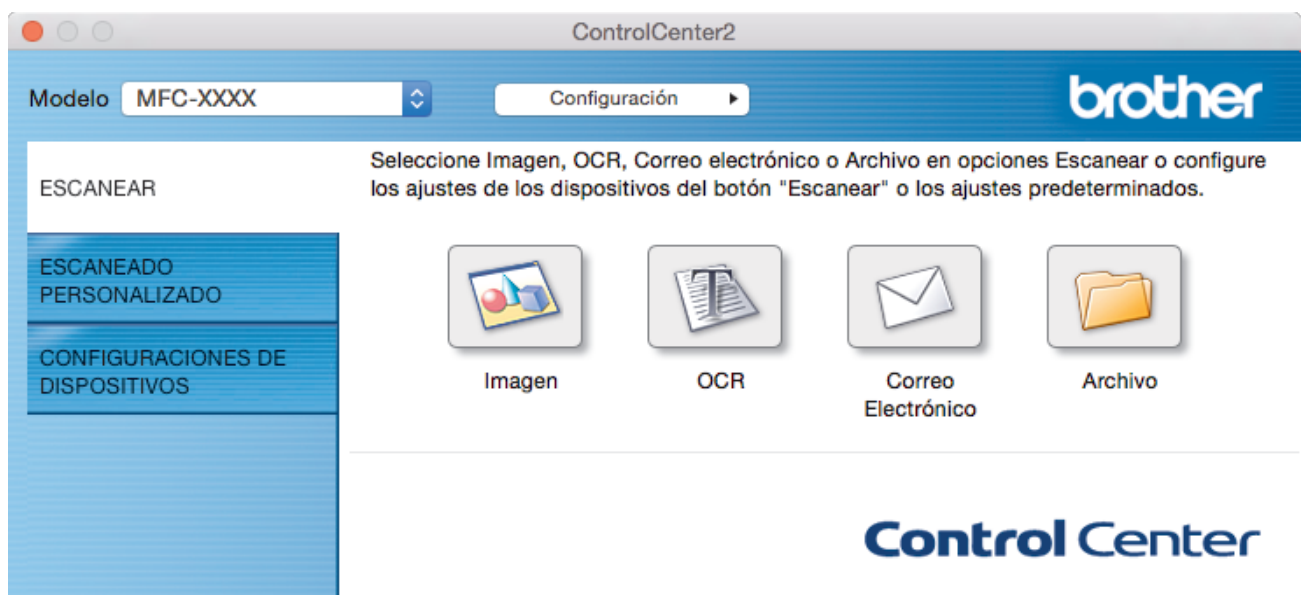 ControlCenter2
Modelo MFC-XXXX Configuración brother
ESCANEAR
Seleccione Imagen, OCR, Correo electrónico o Archivo en opciones Escanear o configure
los ajustes de los dispositivos del botón "Escanear" o los ajustes predeterminados.
ESCANEADO
PERSONALIZADO
CONFIGURACIONES DE
DISPOSITIVOS
Imagen
OCR
Correo
Electrónico
Archivo
Control Center